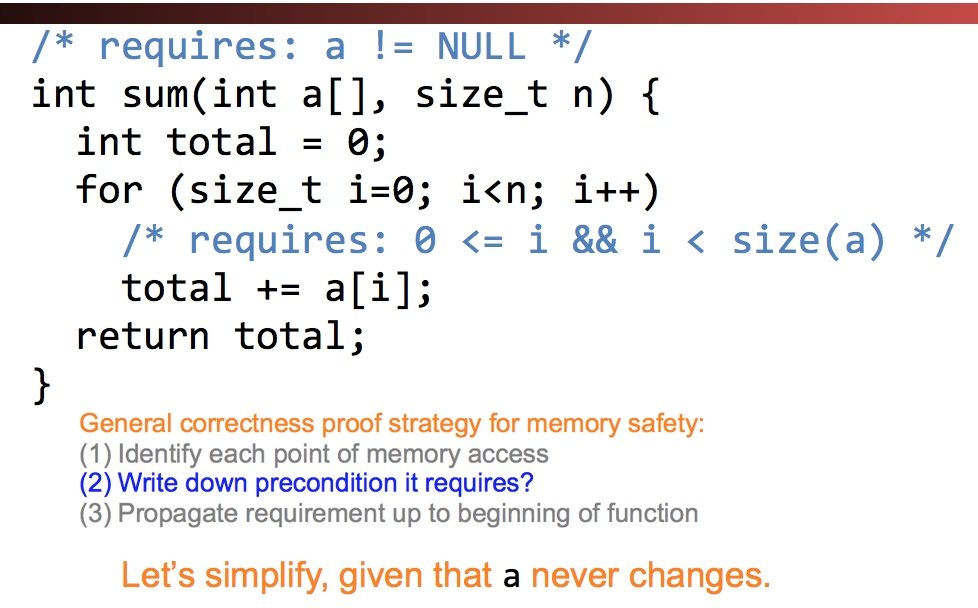 /* requires: a != NULL */
int sum(int a[], size_t n) {
  int total = 0;
  for (size_t i=0; i<n; i++)
    /* requires: 0 <= i && i < size(a) */
    total += a[i];
  return total;
}
General correctness proof strategy for memory safety:
(1) Identify each point of memory access
(2) Write down precondition it requires?
(3) Propagate requirement up to beginning of function
Let’s simplify, given that a never changes.